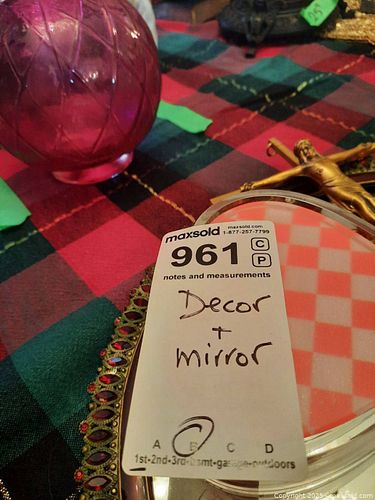 maxsold
maxsold.com
1-877-257-7799
961 C
P
notes and measurements
Decor
+
mirror
A B C D
1st-2nd-3rd-bsmt-garage-outdoors
25¢